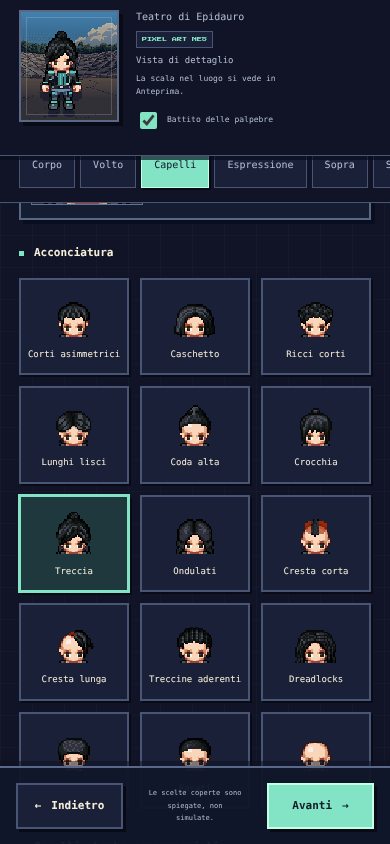 Teatro di Epidauro
PIXEL ART NES
Vista di dettaglio
La scala nel luogo si vede in
Anteprima.
Battito delle palpebre
Corpo
Volto
Capelli
Espressione
Sopra
S
Acconciatura
Corti asimmetrici
Caschetto
Ricci corti
Lunghi lisci
Coda alta
Crocchia
Treccia
Ondulati
Cresta corta
Cresta lunga
Treccine aderenti
Dreadlocks
← Indietro
Le scelte coperte sono
spiegate, non
simulate.
Avanti →